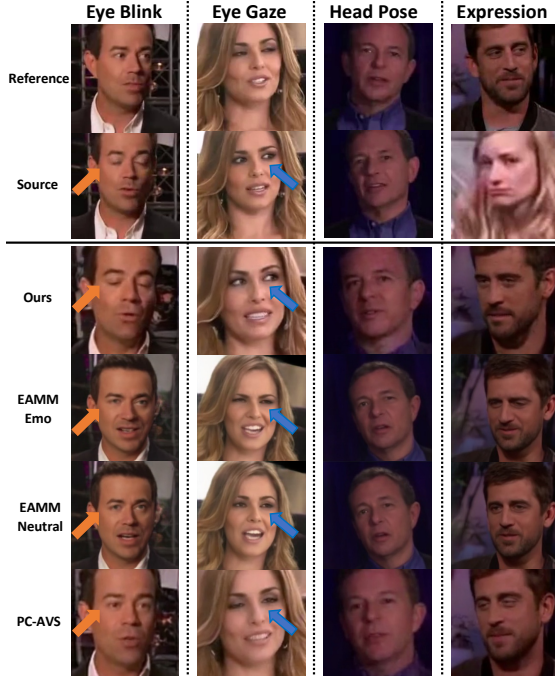 Eye Blink Eye Gaze Head Pose Expression
Reference
Source
Ours
EAMM
Emo
EAMM
Neutral
PC-AVS